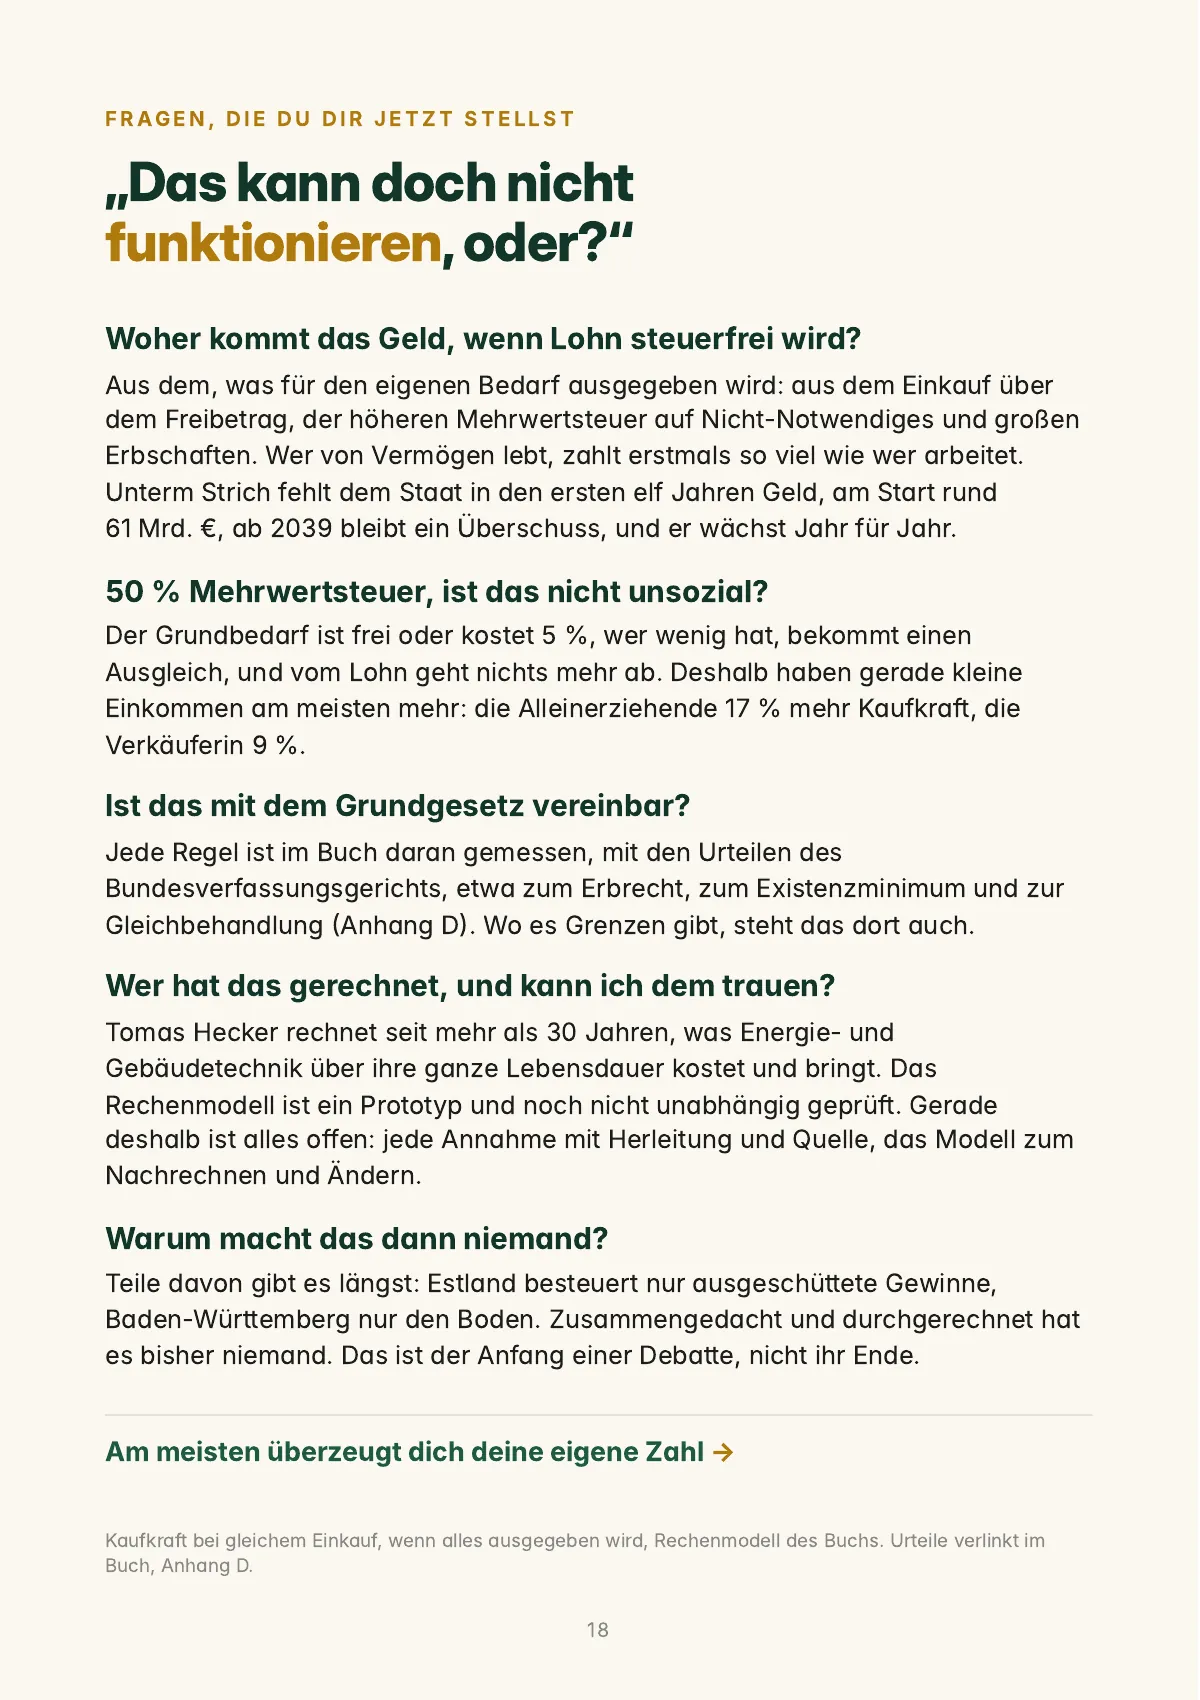 FRAGEN, DIE DU DIR JETZT STELLST
„Das kann doch nicht
funktionieren, oder?“
Woher kommt das Geld, wenn Lohn steuerfrei wird?
Aus dem, was für den eigenen Bedarf ausgegeben wird: aus dem Einkauf über
dem Freibetrag, der höheren Mehrwertsteuer auf Nicht-Notwendiges und großen
Erbschaften. Wer von Vermögen lebt, zahlt erstmals so viel wie wer arbeitet.
Unterm Strich fehlt dem Staat in den ersten elf Jahren Geld, am Start rund
61 Mrd. €, ab 2039 bleibt ein Überschuss, und er wächst Jahr für Jahr.
50 % Mehrwertsteuer, ist das nicht unsozial?
Der Grundbedarf ist frei oder kostet 5 %, wer wenig hat, bekommt einen
Ausgleich, und vom Lohn geht nichts mehr ab. Deshalb haben gerade kleine
Einkommen am meisten mehr: die Alleinerziehende 17 % mehr Kaufkraft, die
Verkäuferin 9 %.
Ist das mit dem Grundgesetz vereinbar?
Jede Regel ist im Buch daran gemessen, mit den Urteilen des
Bundesverfassungsgerichts, etwa zum Erbrecht, zum Existenzminimum und zur
Gleichbehandlung (Anhang D). Wo es Grenzen gibt, steht das dort auch.
Wer hat das gerechnet, und kann ich dem trauen?
Tomas Hecker rechnet seit mehr als 30 Jahren, was Energie- und
Gebäudetechnik über ihre ganze Lebensdauer kostet und bringt. Das
Rechenmodell ist ein Prototyp und noch nicht unabhängig geprüft. Gerade
deshalb ist alles offen: jede Annahme mit Herleitung und Quelle, das Modell zum
Nachrechnen und Ändern.
Warum macht das dann niemand?
Teile davon gibt es längst: Estland besteuert nur ausgeschüttete Gewinne,
Baden-Württemberg nur den Boden. Zusammengedacht und durchgerechnet hat
es bisher niemand. Das ist der Anfang einer Debatte, nicht ihr Ende.
Am meisten überzeugt dich deine eigene Zahl →
Kaufkraft bei gleichem Einkauf, wenn alles ausgegeben wird, Rechenmodell des Buchs. Urteile verlinkt im
Buch, Anhang D.
18